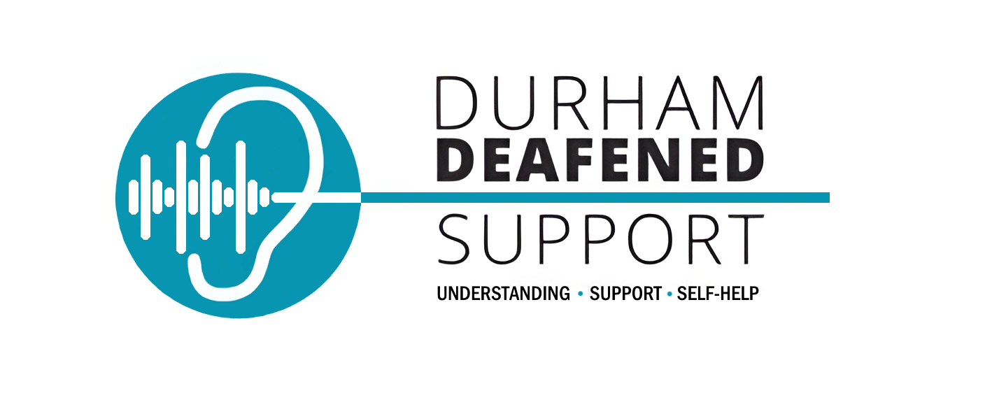 DURHAM
DEAFENED
SUPPORT
UNDERSTANDING • SUPPORT • SELF-HELP